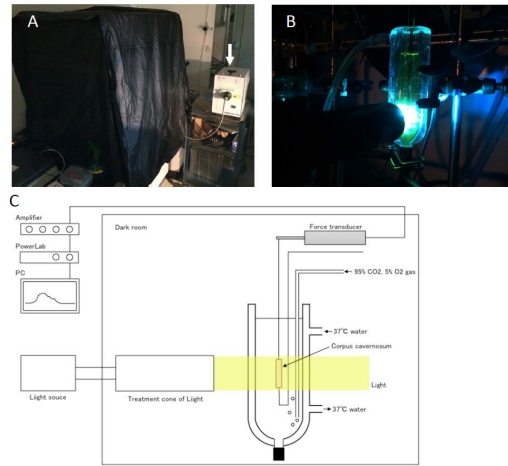 A
B
C
Amplifier
PowerLab
PC
Dark room
Force transducer
95% CO2, 5% O2 gas
37℃ water
Corpus cavernosum
Light
37℃ water
Liight souce
Treatment cone of Liight